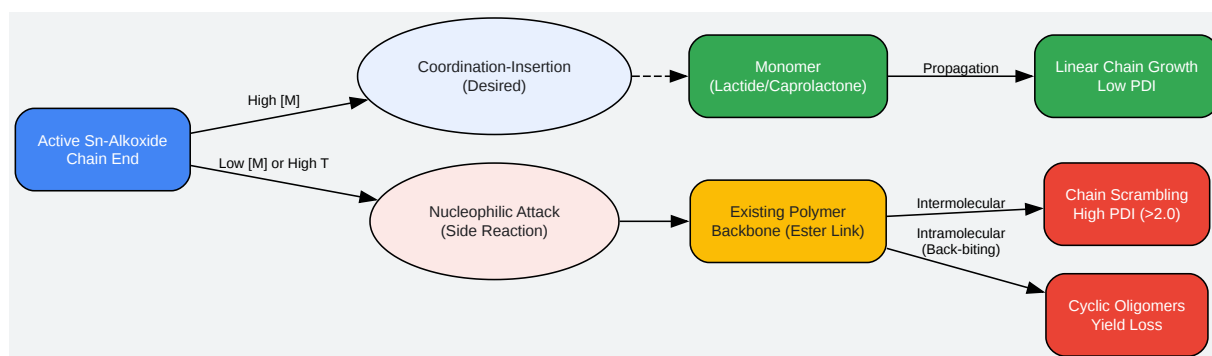 Active Sn-Alkoxide
Chain End
High [M]
Low [M] or High T
Coordination-Insertion
(Desired)
Nucleophilic Attack
(Side Reaction)
Monomer
(Lactide/Caprolactone)
Propagation
Linear Chain Growth
Low PDI
Existing Polymer
Backbone (Ester Link)
Intermolecular
Intramolecular
(Back-biting)
Chain Scrambling
High PDI (>2.0)
Cyclic Oligomers
Yield Loss